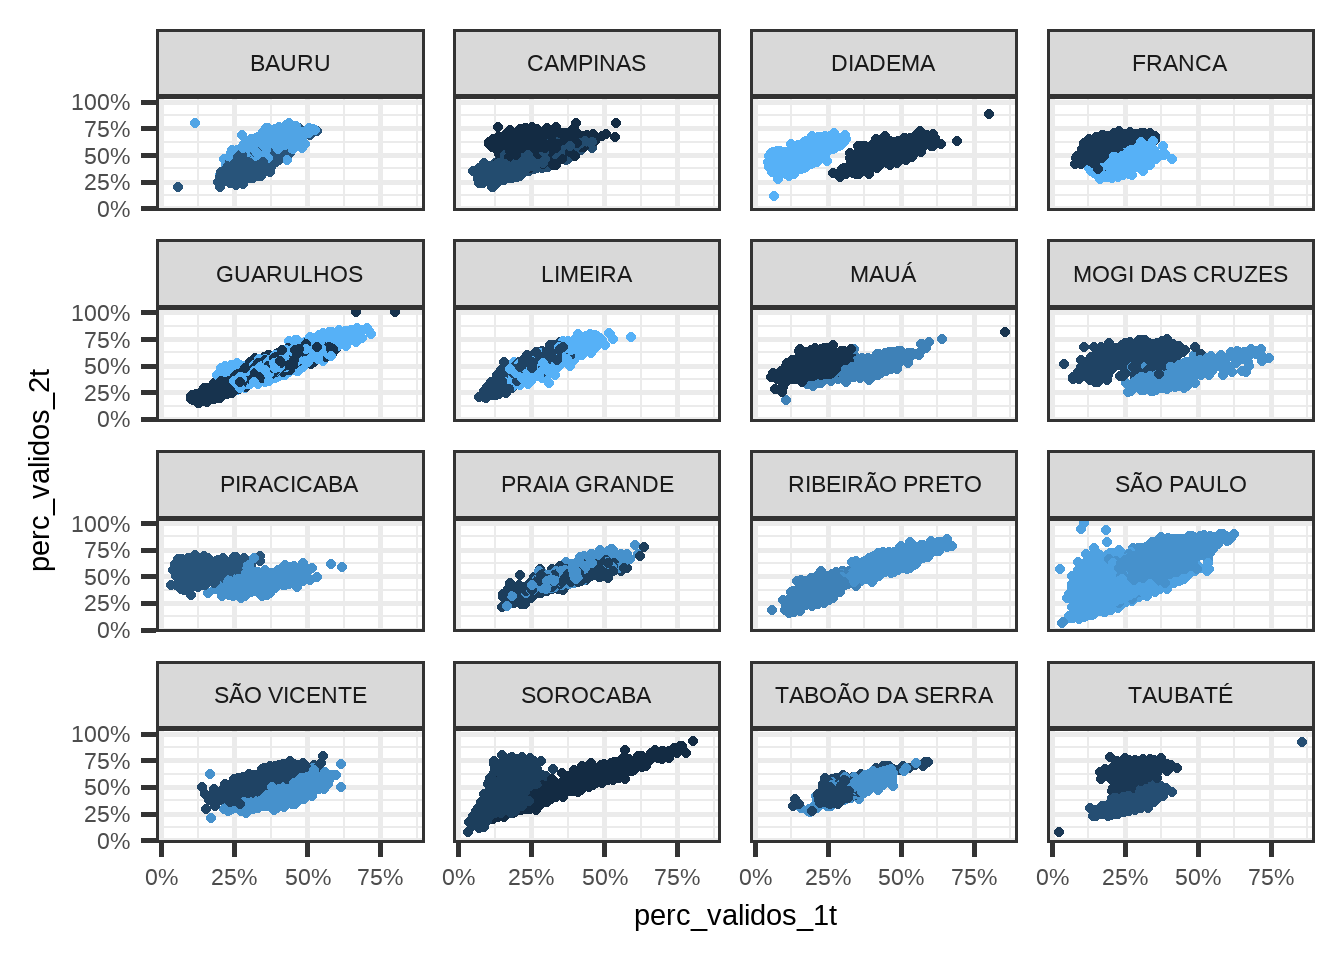 BAURU CAMPINAS DIADEMA FRANCA
100%
75%
50%
25%
0%
GUARULHOS LIMEIRA MAUÁ MOGI DAS CRUZES
100%
75%
50%
25%
0%
perc_validos_2t
PIRACICABA PRAIA GRANDE RIBEIRÃO PRETO SÃO PAULO
100%
75%
50%
25%
0%
SÃO VICENTE SOROCABA TABOÃO DA SERRA TAUBATÉ
100%
75%
50%
25%
0%
0% 25% 50% 75% 0% 25% 50% 75% 0% 25% 50% 75% 0% 25% 50% 75%
perc_validos_1t